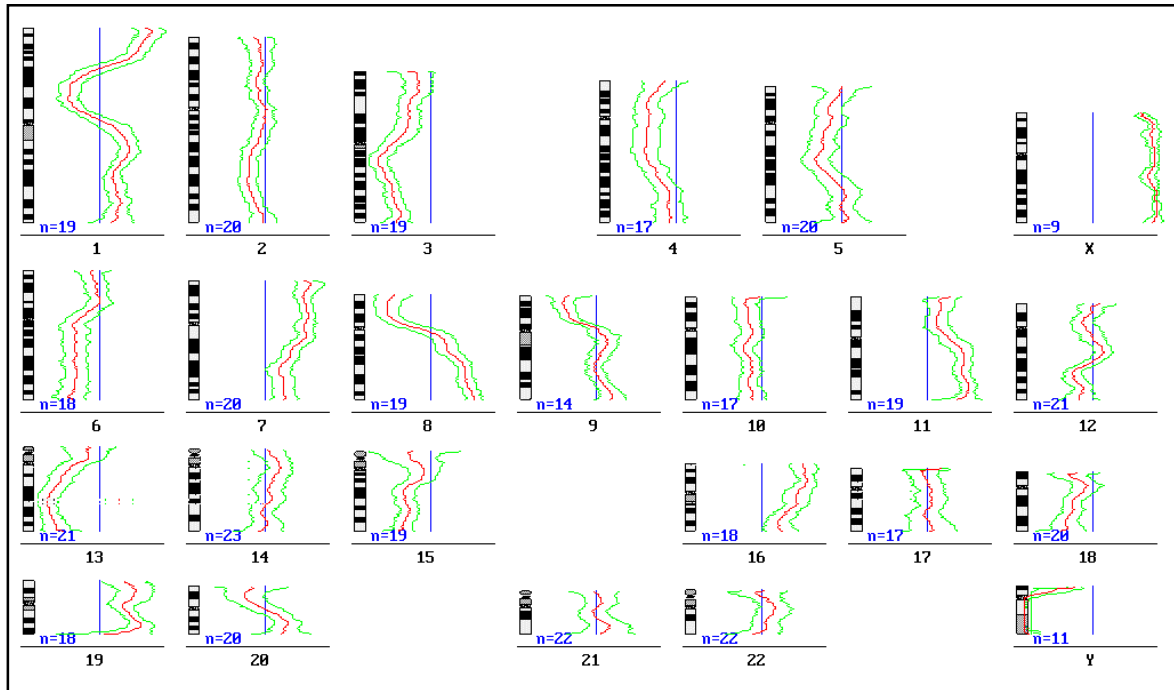 n=19 n=20 n=19 n=17 n=20 n=9
1 2 3 4 5 X
n=18 n=20 n=19 n=14 n=17 n=19 n=21
6 7 8 9 10 11 12
n=21 n=23 n=19 n=18 n=17 n=20
13 14 15 16 17 18
n=18 n=20 n=22 n=22 n=11
19 20 21 22 Y